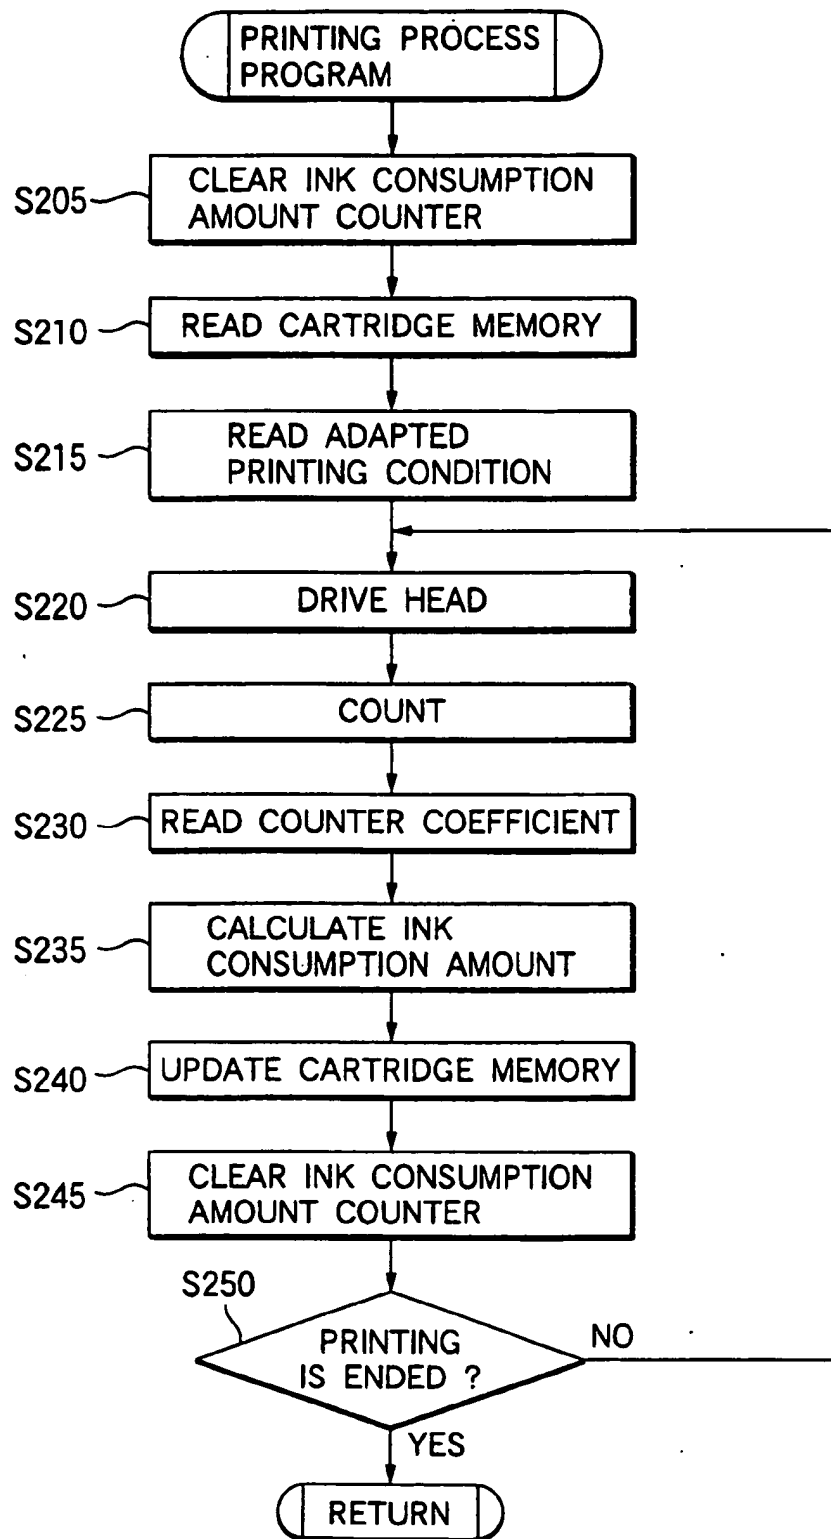 PRINTING PROCESS
PROGRAM
S205
CLEAR INK CONSUMPTION
AMOUNT COUNTER
S210
READ CARTRIDGE MEMORY
S215
READ ADAPTED
PRINTING CONDITION
S220
DRIVE HEAD
S225
COUNT
S230
READ COUNTER COEFFICIENT
S235
CALCULATE INK
CONSUMPTION AMOUNT
S240
UPDATE CARTRIDGE MEMORY
S245
CLEAR INK CONSUMPTION
AMOUNT COUNTER
S250
PRINTING
IS ENDED ?
NO
YES
RETURN